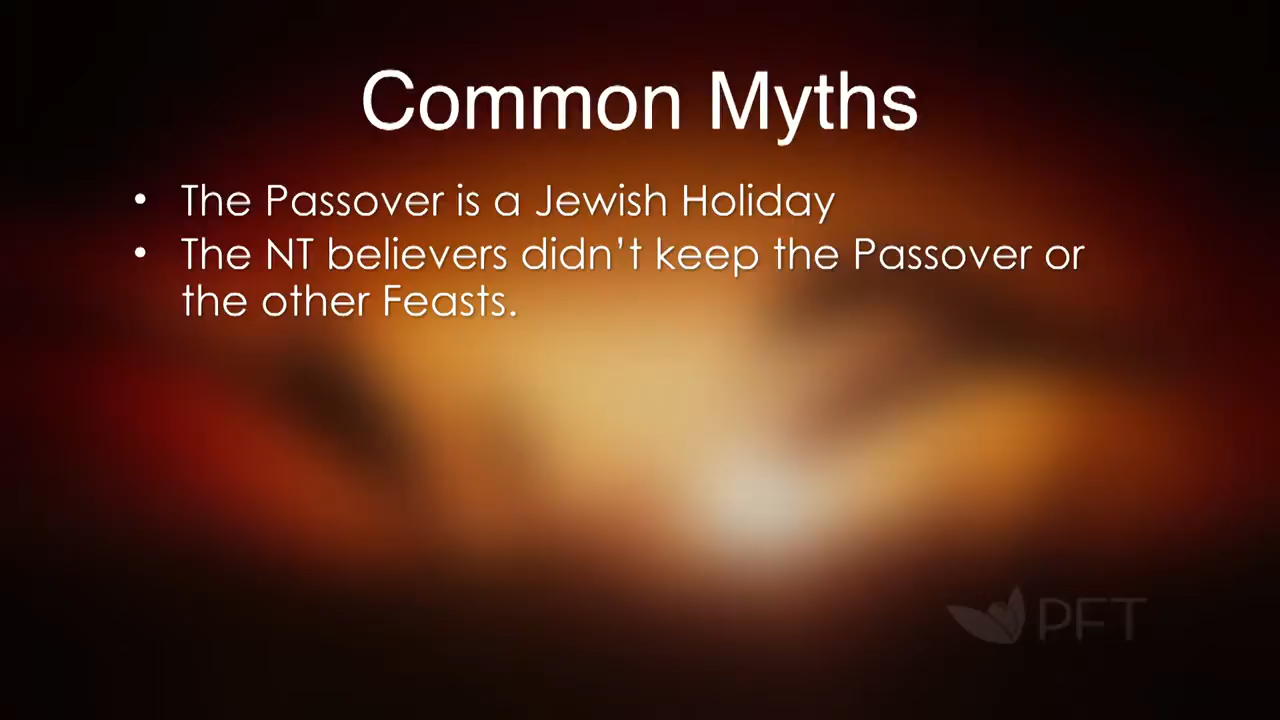 Common Myths
• The Passover is a Jewish Holiday
• The NT believers didn’t keep the Passover or
the other Feasts.
PFT